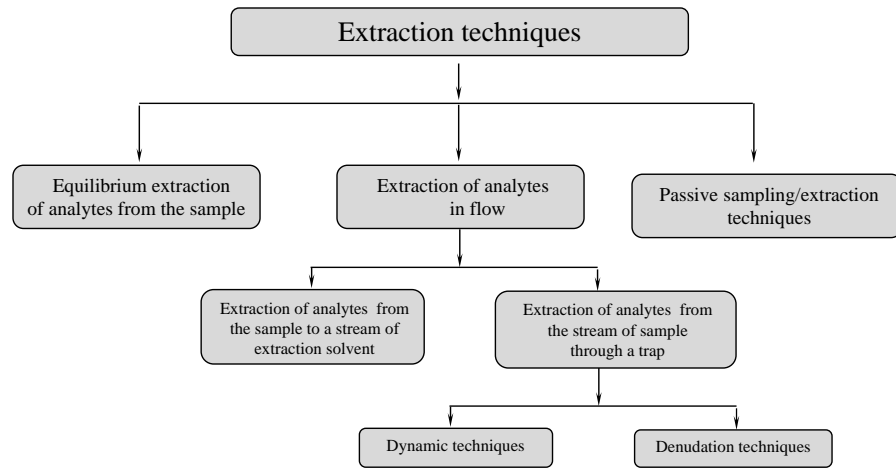 Extraction techniques
Equilibrium extraction
of analytes from the sample
Extraction of analytes
in flow
Passive sampling/extraction
techniques
Extraction of analytes from
the sample to a stream of
extraction solvent
Extraction of analytes from
the stream of sample
through a trap
Dynamic techniques
Denudation techniques